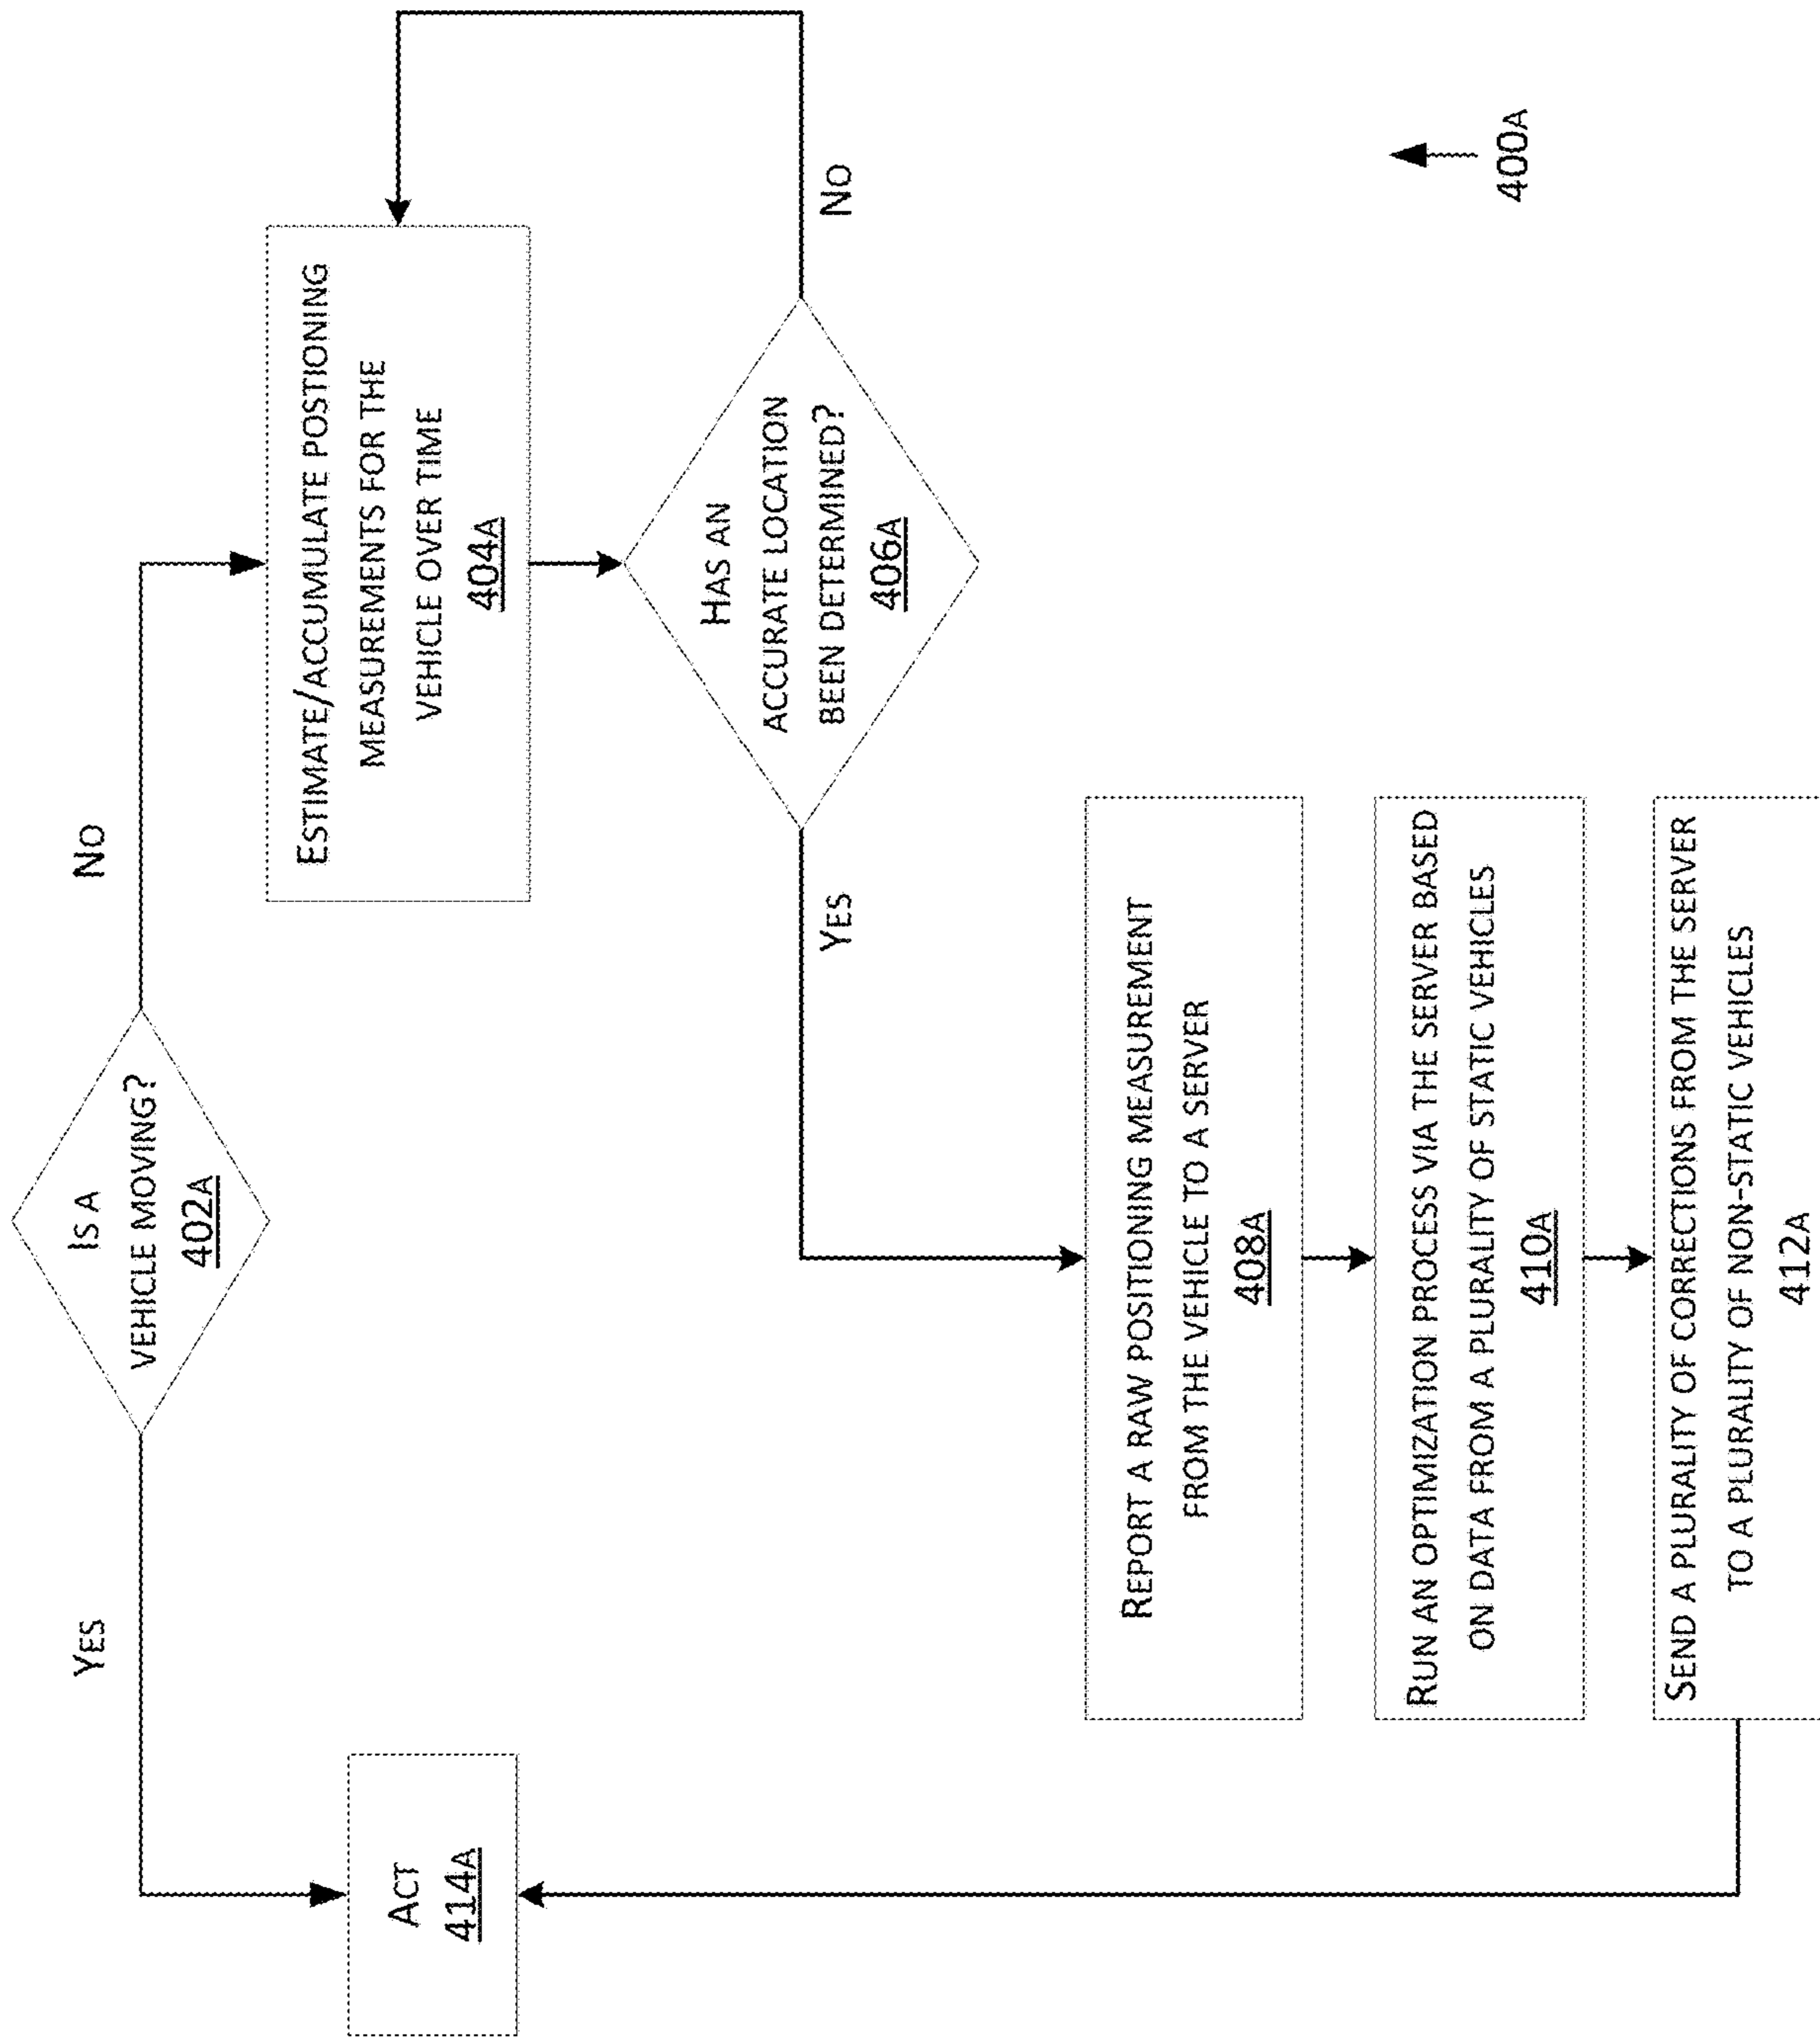 Is a
vehicle moving?
402A
Yes
No
Act
414A
Estimate/accumulate postioning
measurements for the
vehicle over time
404A
Has an
accurate location
been determined?
406A
Yes
No
Report a raw positioning measurement
from the vehicle to a server
408A
Run an optimization process via the server based
on data from a plurality of static vehicles
410A
Send a plurality of corrections from the server
to a plurality of non-static vehicles
412A
400A